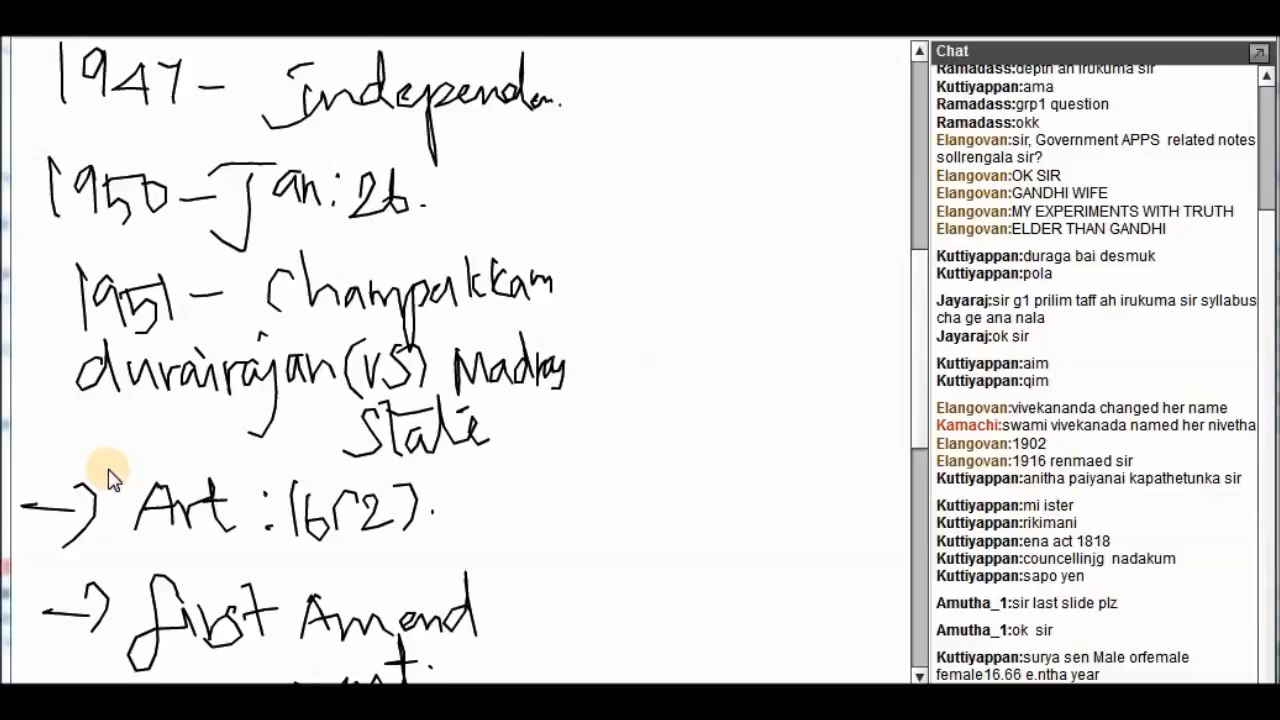 1947 - Independen.
1950 - Jan: 26.
1951 - Champakkam
durairajan (vs) Madras
State
→ Art : 16(2).
→ first Amend
ment.
Chat
Ramadass:depth ah irukuma sir
Kuttiyappan:ama
Ramadass:grp1 question
Ramadass:okk
Elangovan:sir, Government APPS related notes
sollrengala sir?
Elangovan:OK SIR
Elangovan:GANDHI WIFE
Elangovan:MY EXPERIMENTS WITH TRUTH
Elangovan:ELDER THAN GANDHI
Kuttiyappan:duraga bai desmuk
Kuttiyappan:pola
Jayaraj:sir g1 prilim taff ah irukuma sir syllabus
cha ge ana nala
Jayaraj:ok sir
Kuttiyappan:aim
Kuttiyappan:qim
Elangovan:vivekananda changed her name
Kamachi:swami vivekanada named her nivetha
Elangovan:1902
Elangovan:1916 renmaed sir
Kuttiyappan:anitha paiyanai kapathetunka sir
Kuttiyappan:mi ister
Kuttiyappan:rikimani
Kuttiyappan:ena act 1818
Kuttiyappan:councellinjg nadakum
Kuttiyappan:sapo yen
Amutha_1:sir last slide plz
Amutha_1:ok sir
Kuttiyappan:surya sen Male orfemale
female16.66 e.ntha year